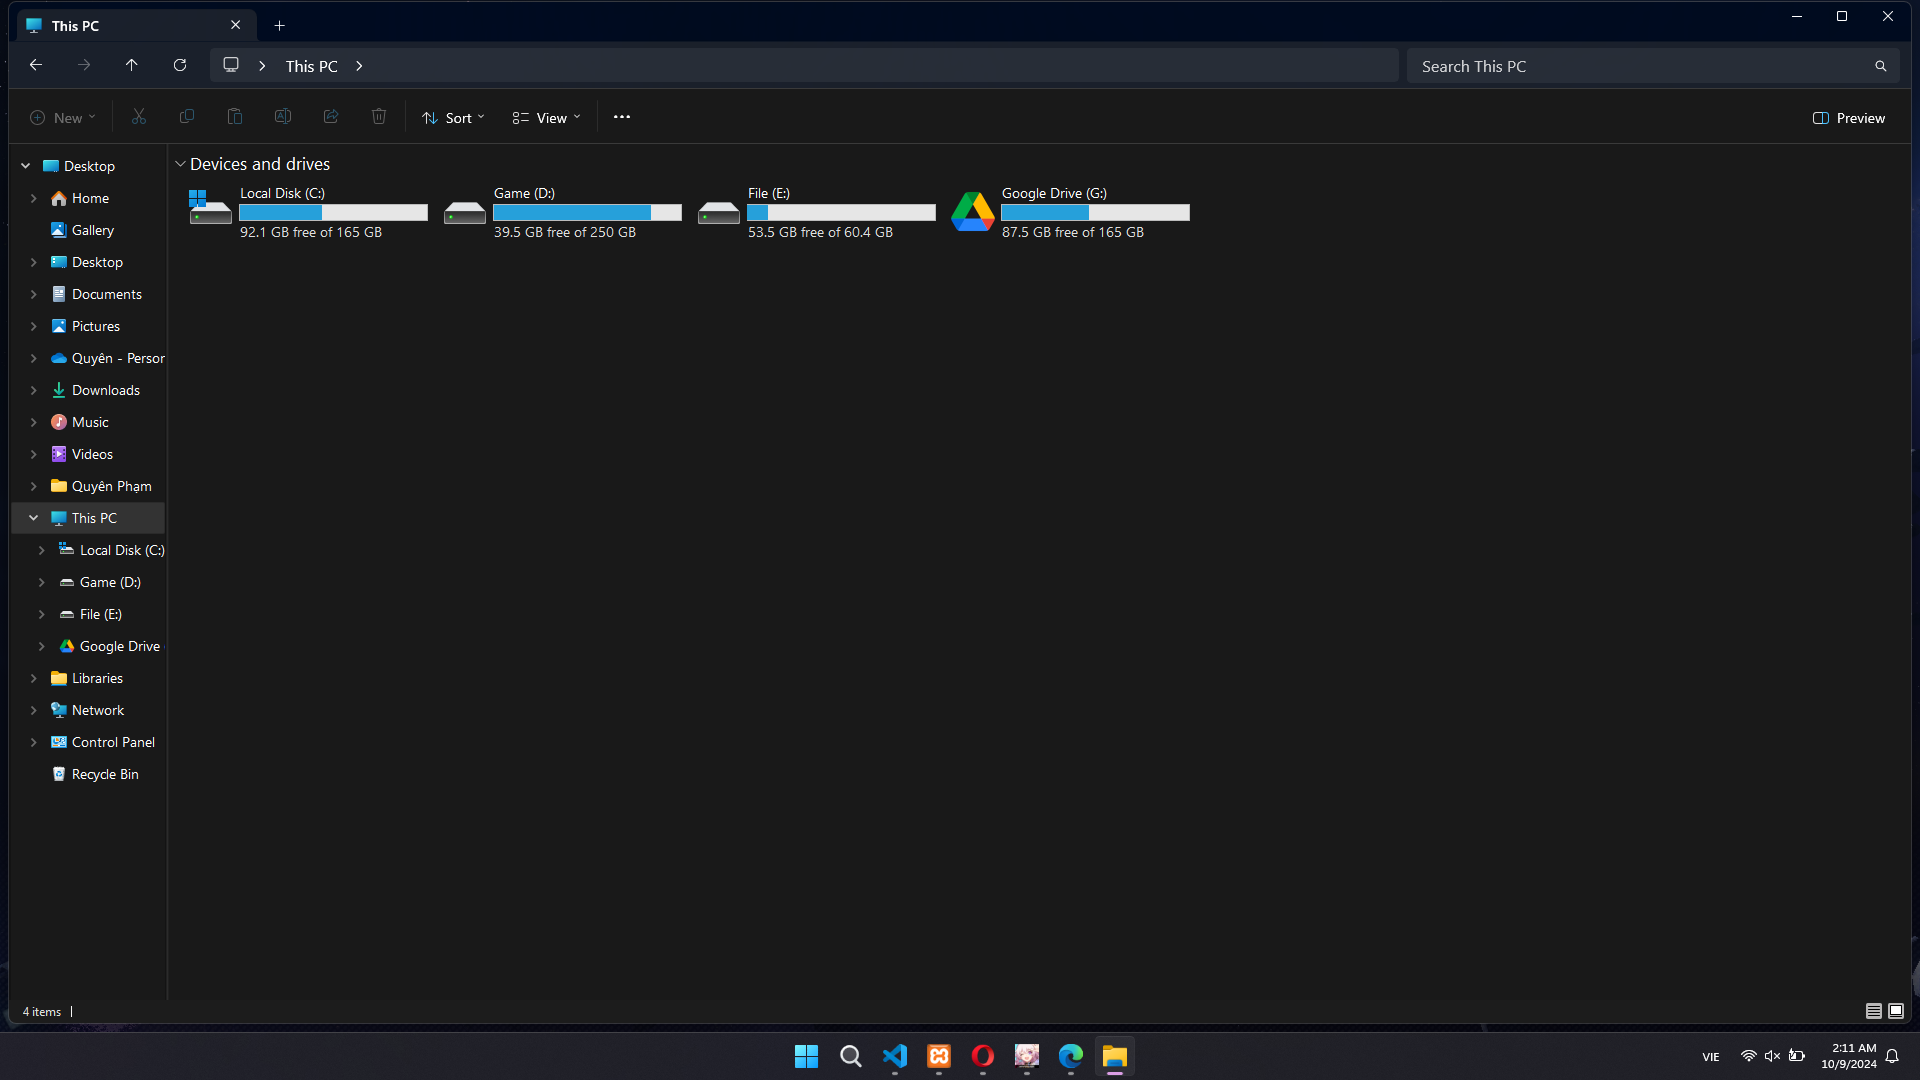 This PC
This PC
Search This PC
New
Sort
View
Preview
Desktop
Home
Gallery
Desktop
Documents
Pictures
Quyên - Person
Downloads
Music
Videos
Quyên Phạm
This PC
Local Disk (C:)
Game (D:)
File (E:)
Google Drive
Libraries
Network
Control Panel
Recycle Bin
Devices and drives
Local Disk (C:)
92.1 GB free of 165 GB
Game (D:)
39.5 GB free of 250 GB
File (E:)
53.5 GB free of 60.4 GB
Google Drive (G:)
87.5 GB free of 165 GB
4 items
VIE
2:11 AM
10/9/2024